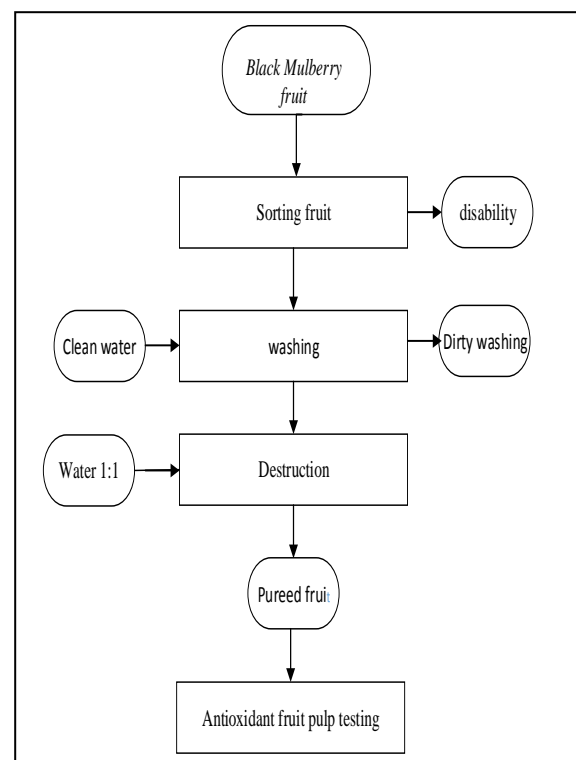 Black Mulberry
fruit
Sorting fruit
disability
Clean water
washing
Dirty washing
Water 1:1
Destruction
Pureed fruit
Antioxidant fruit pulp testing